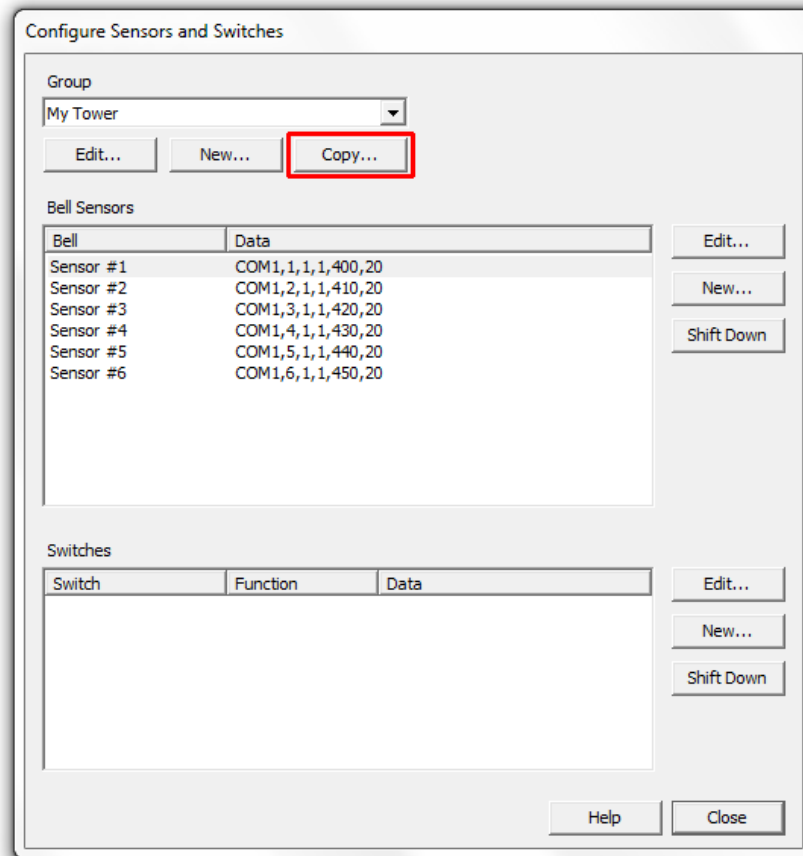 Configure Sensors and Switches
Group
My Tower
Edit... New... Copy...
Bell Sensors
Bell Data Edit...
Sensor #1 COM1,1,1,1,400,20
Sensor #2 COM1,2,1,1,410,20 New...
Sensor #3 COM1,3,1,1,420,20
Sensor #4 COM1,4,1,1,430,20 Shift Down
Sensor #5 COM1,5,1,1,440,20
Sensor #6 COM1,6,1,1,450,20
Switches
Switch Function Data Edit...
New...
Shift Down
Help Close